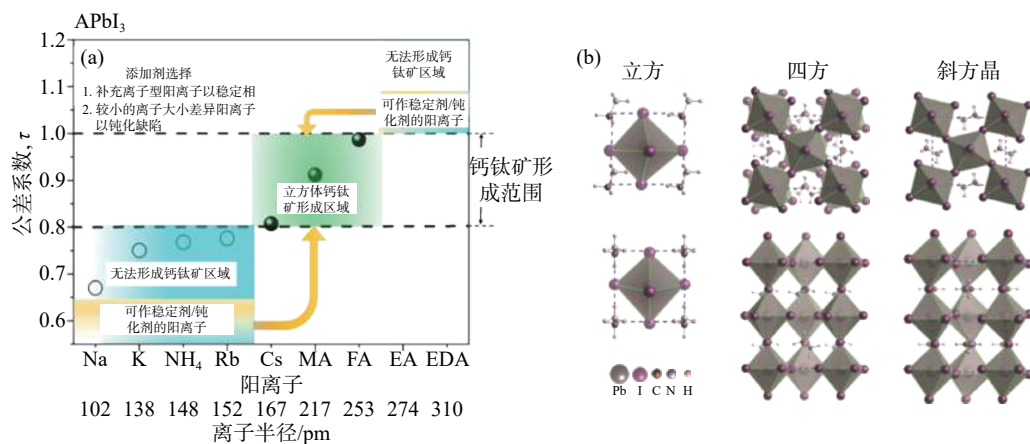 APbI3
(a)
添加剂选择
1. 补充离子型阳离子以稳定相
2. 较小的离子大小差异阳离子
以钝化缺陷
无法形成钙
钛矿区域
可作稳定剂/钝
化剂的阳离子
1.2
1.1
1.0
0.9
0.8
0.7
0.6
公差系数, τ
立方体钙钛
矿形成区域
钙钛矿形
成范围
无法形成钙钛矿区域
可作稳定剂/钝
化剂的阳离子
Na K NH4 Rb Cs MA FA EA EDA
阳离子
102 138 148 152 167 217 253 274 310
离子半径/pm
(b)
立方 四方 斜方晶
Pb I C N H